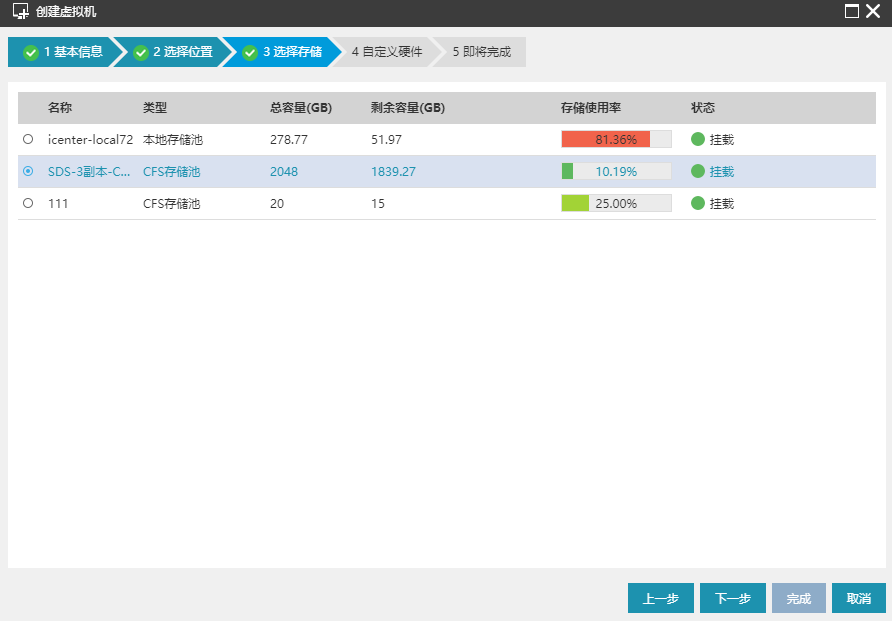 创建虚拟机
1 基本信息 2 选择位置 3 选择存储 4 自定义硬件 5 即将完成
名称 类型 总容量(GB) 剩余容量(GB) 存储使用率 状态
icenter-local72 本地存储池 278.77 51.97 81.36% 挂载
SDS-3副本-C... CFS存储池 2048 1839.27 10.19% 挂载
111 CFS存储池 20 15 25.00% 挂载
上一步 下一步 完成 取消